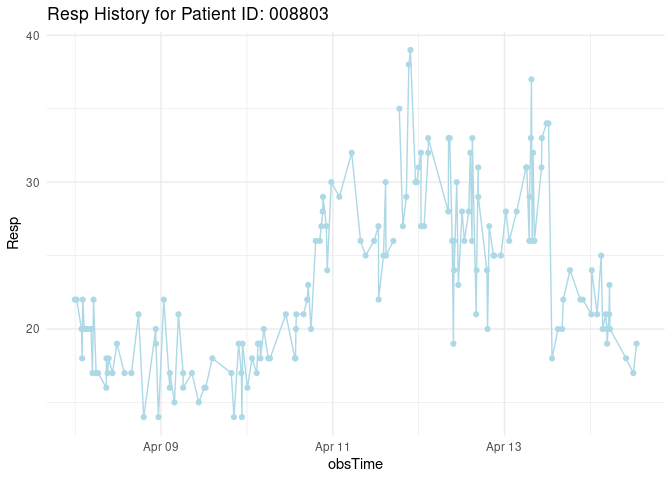 Resp History for Patient ID: 008803
40
30
20
Resp
Apr 09
Apr 11
Apr 13
obsTime